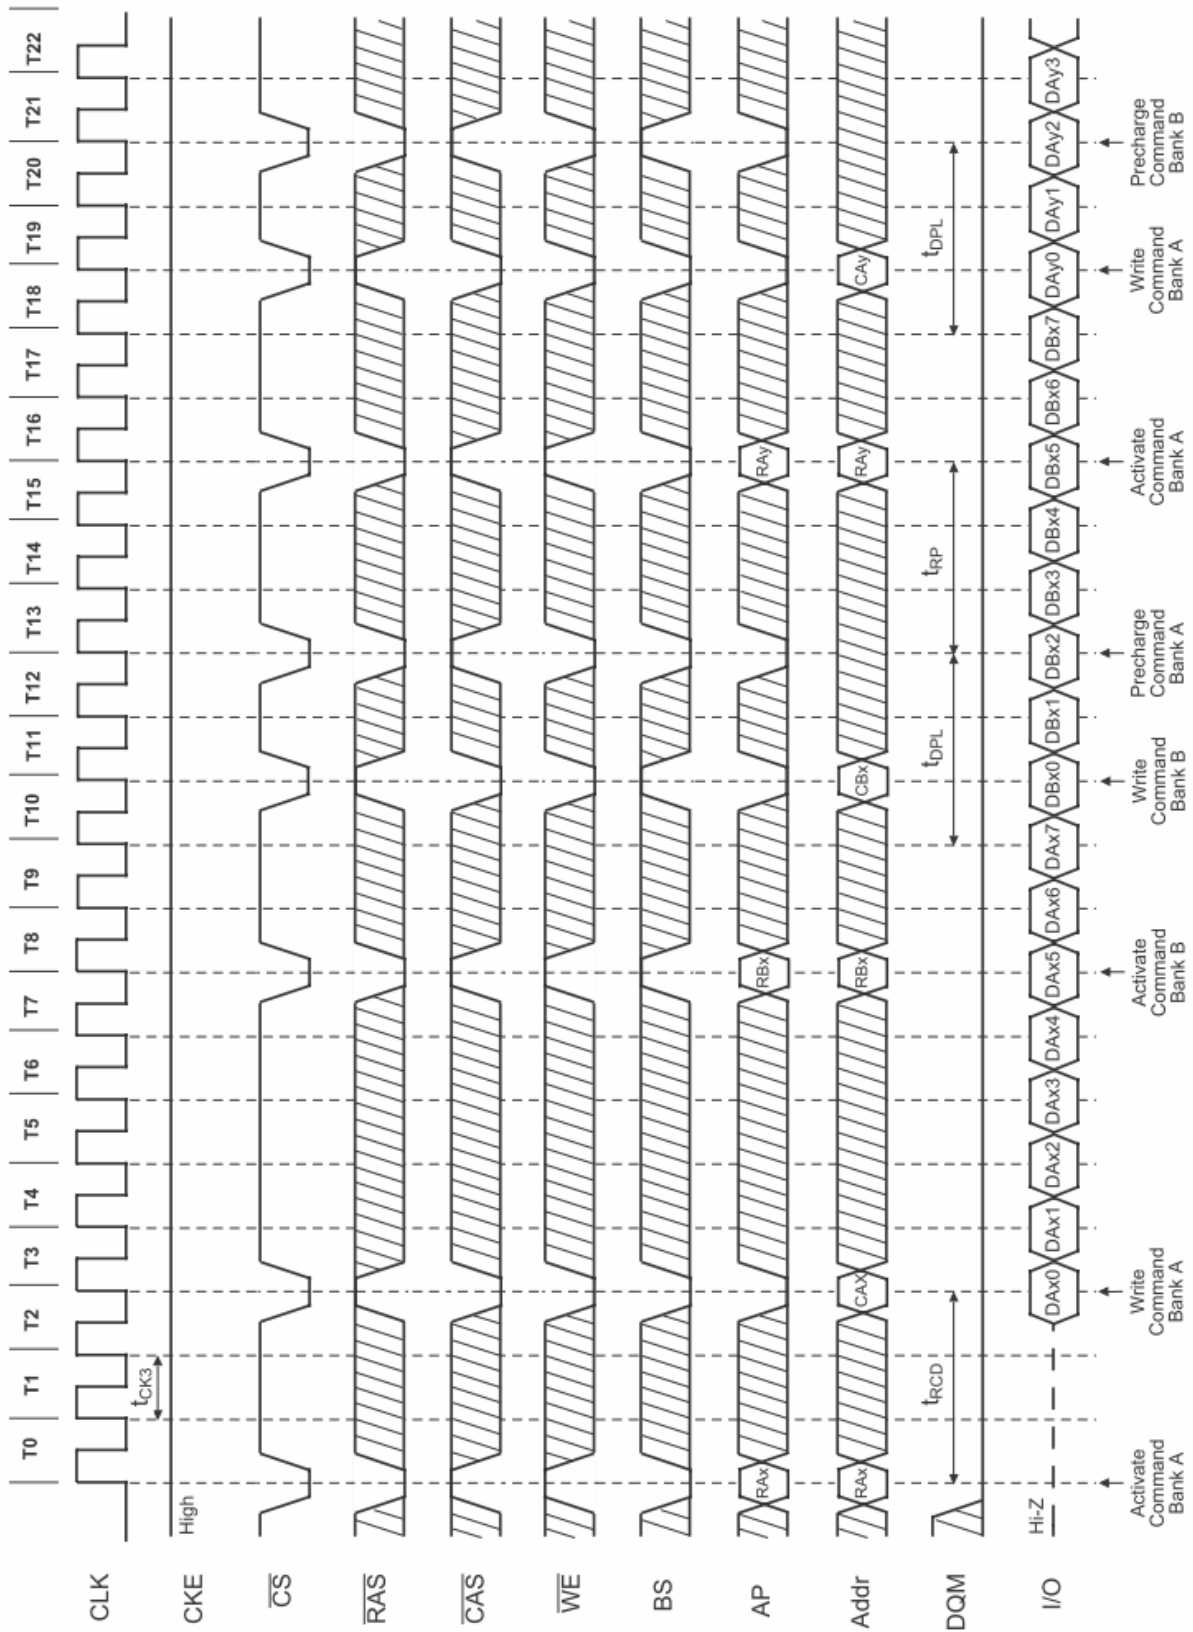 T0 T1 T2 T3 T4 T5 T6 T7 T8 T9 T10 T11 T12 T13 T14 T15 T16 T17 T18 T19 T20 T21 T22
CLK
tCK3
CKE
High
CS
RAS
CAS
WE
BS
AP
RAx RBx RAy
Addr
RAx CAX RBx CBx RAy CAy
DQM
tRCD tDPL tRP tDPL
I/O
Hi-Z
DAx0 DAx1 DAx2 DAx3 DAx4 DAx5 DAx6 DAx7 DBx0 DBx1 DBx2 DBx3 DBx4 DBx5 DBx6 DBx7 DAy0 DAy1 DAy2 DAy3
Activate
Command
Bank A
Write
Command
Bank A
Activate
Command
Bank B
Write
Command
Bank B
Precharge
Command
Bank A
Activate
Command
Bank A
Write
Command
Bank A
Precharge
Command
Bank B